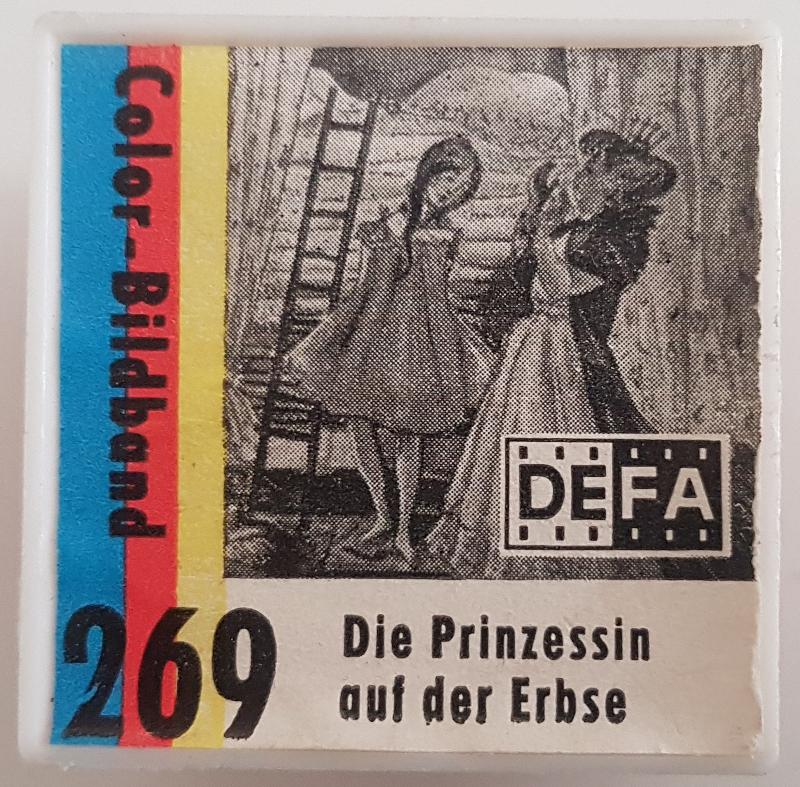 Color-Bildband
DEFA
269
Die Prinzessin
auf der Erbse